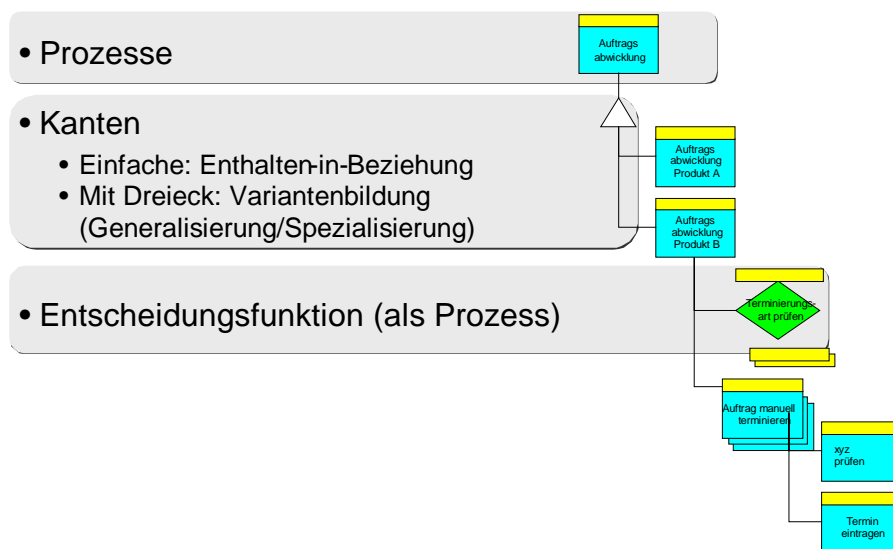 • Prozesse
Auftrags
abwicklung
• Kanten
• Einfache: Enthalten-in-Beziehung
• Mit Dreieck: Variantenbildung
(Generalisierung/Spezialisierung)
Auftrags
abwicklung
Produkt A
Auftrags
abwicklung
Produkt B
• Entscheidungsfunktion (als Prozess)
Terminierungs-
art prüfen
Auftrag manuell
terminieren
xyz
prüfen
Termin
eintragen